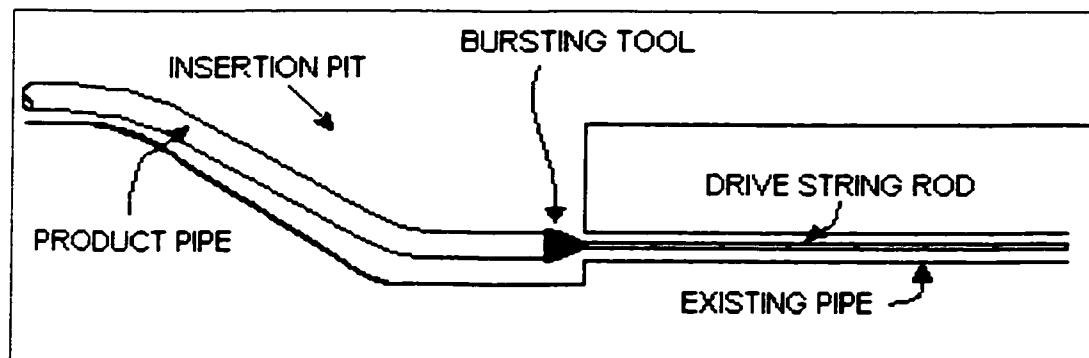 BURSTING TOOL
INSERTION PIT
DRIVE STRING ROD
PRODUCT PIPE
EXISTING PIPE